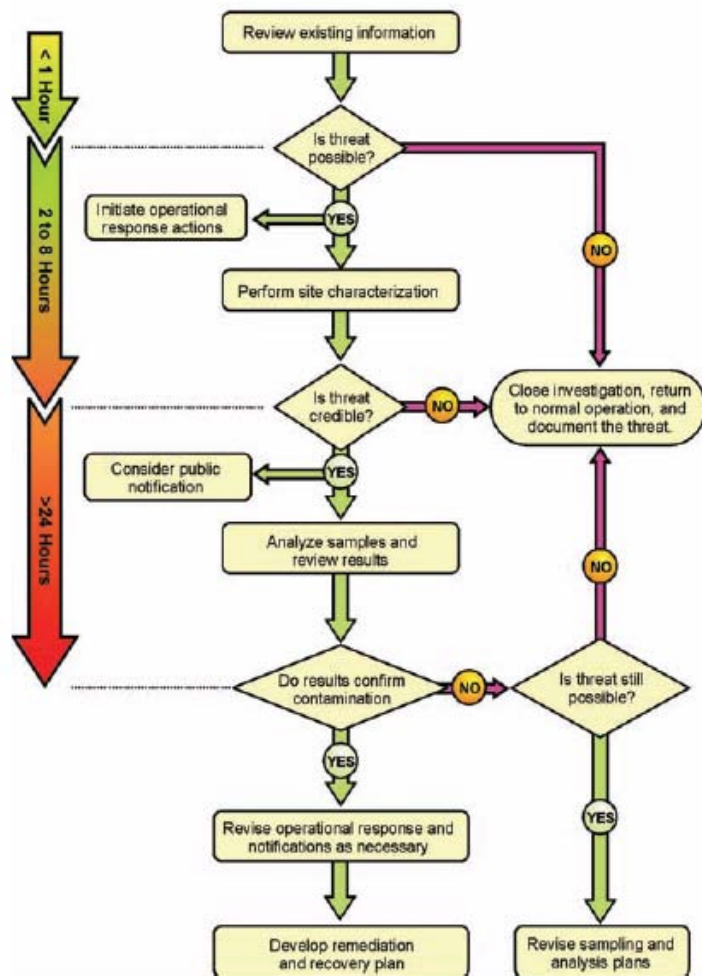 Review existing information
< 1 Hour
Is threat
possible?
Initiate operational
response actions
YES
NO
2 to 8 Hours
Perform site characterization
Is threat
credible?
NO
Close investigation, return
to normal operation, and
document the threat.
Consider public
notification
YES
>24 Hours
Analyze samples and
review results
NO
Do results confirm
contamination
NO
Is threat still
possible?
YES
YES
Revise operational response and
notifications as necessary
Develop remediation
and recovery plan
Revise sampling and
analysis plans